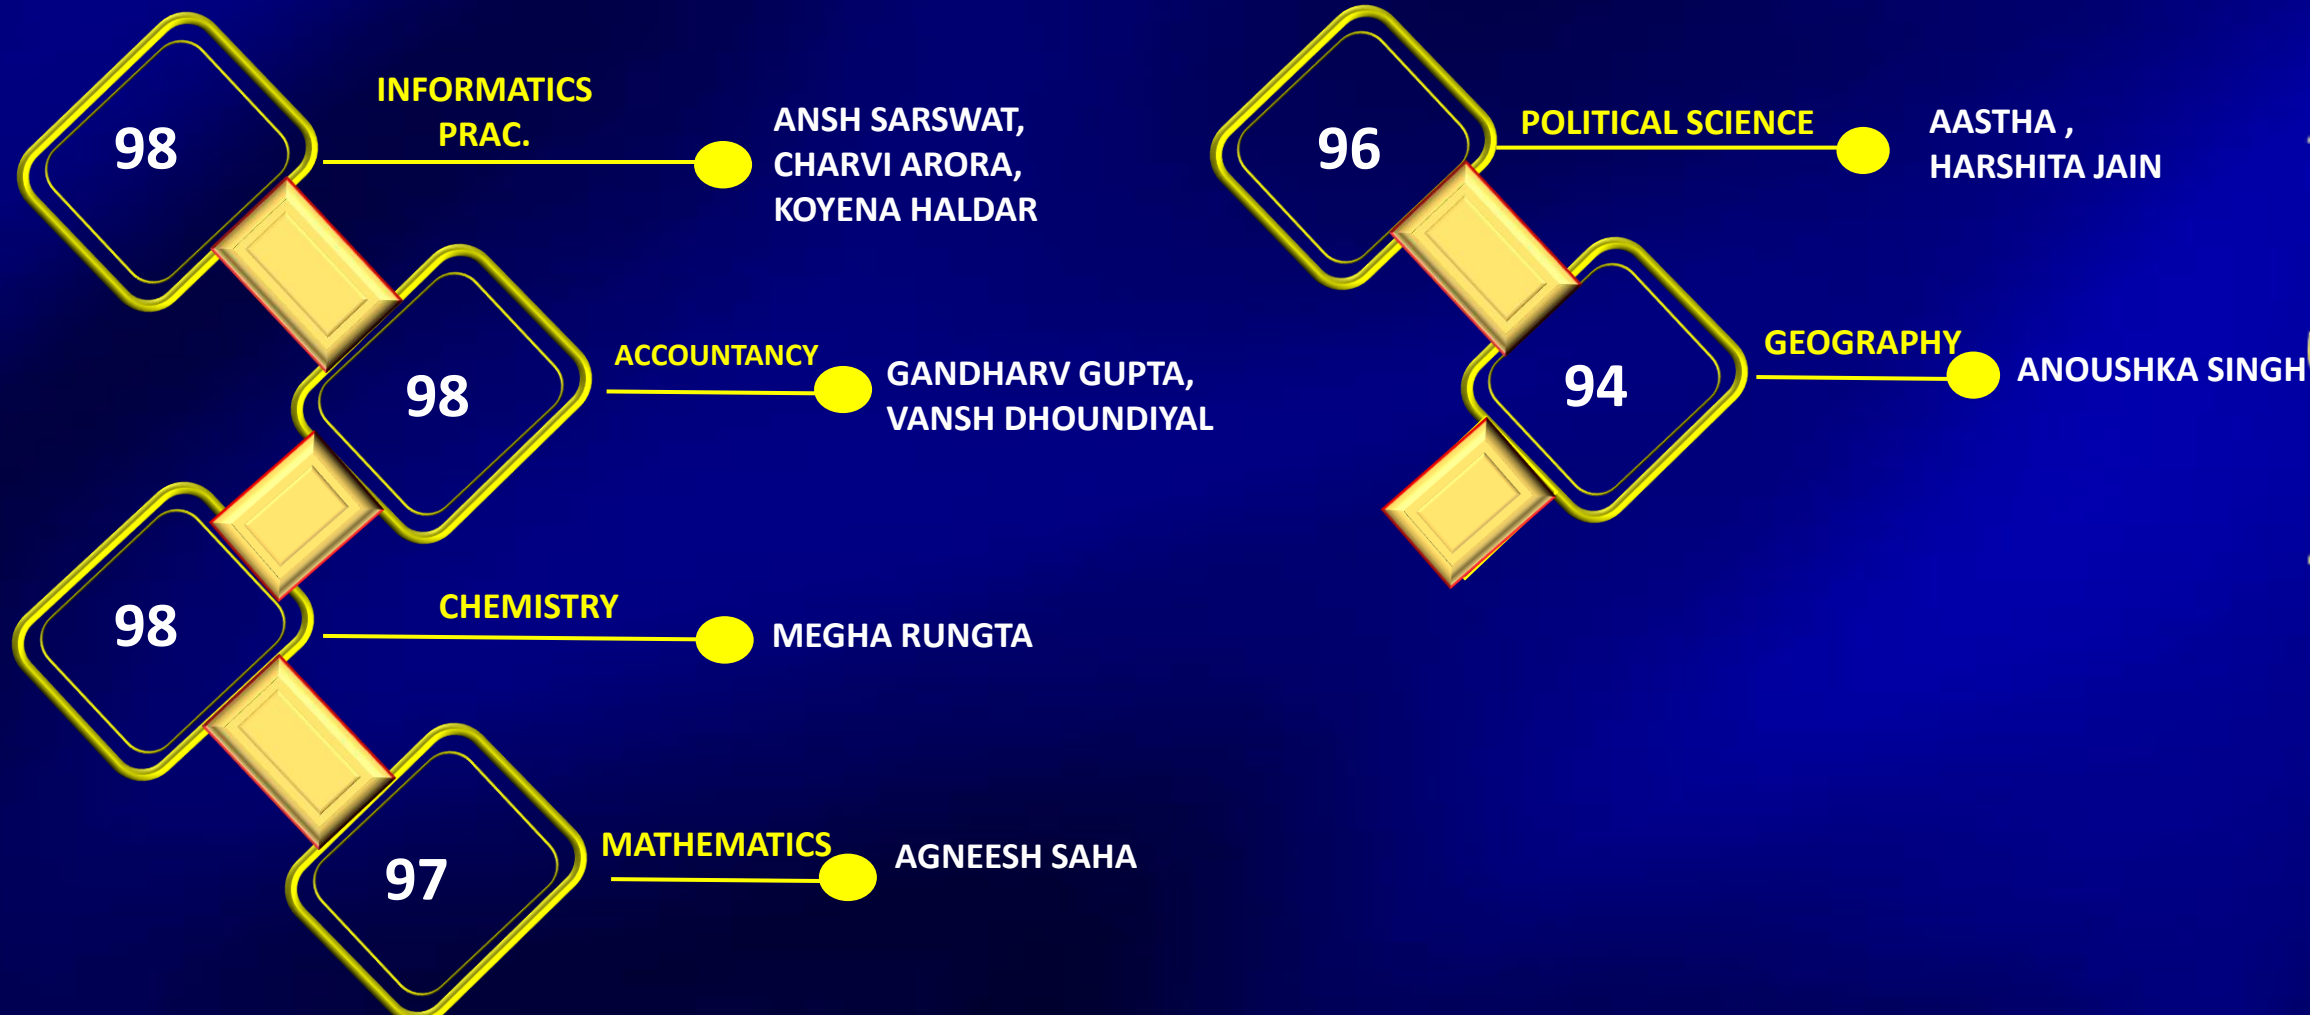 98
INFORMATICS
PRAC.
ANSH SARSWAT,
CHARVI ARORA,
KOYENA HALDAR
98
ACCOUNTANCY
GANDHARV GUPTA,
VANSH DHOUNDIYAL
98
CHEMISTRY
MEGHA RUNGTA
97
MATHEMATICS
AGNEESH SAHA
96
POLITICAL SCIENCE
AASTHA ,
HARSHITA JAIN
94
GEOGRAPHY
ANOUSHKA SINGH